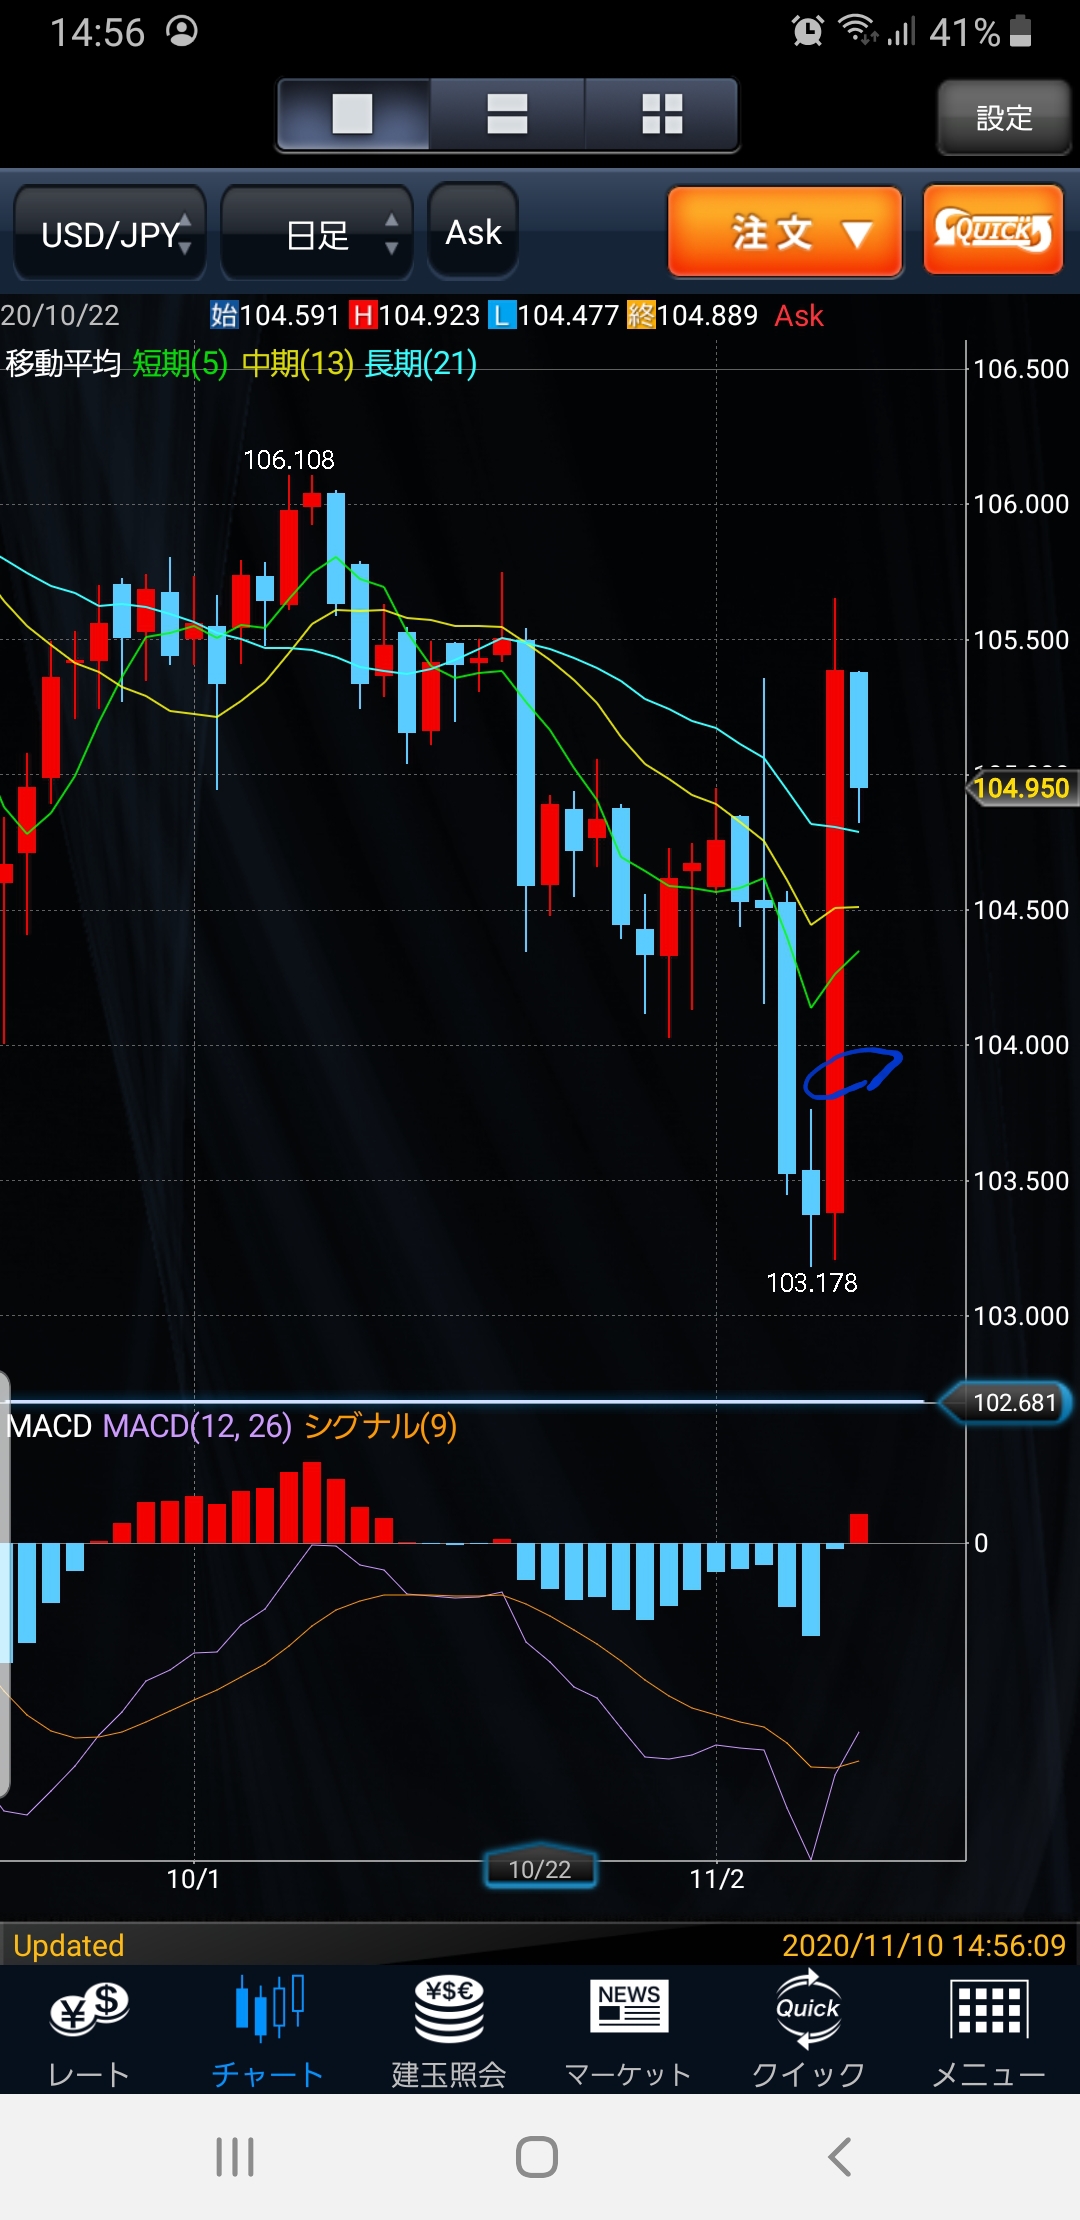 14:56 41%
設定
USD/JPY 日足 Ask 注文 ▼ QUICK
20/10/22 始104.591 H104.923 L104.477 終104.889 Ask
移動平均 短期(5) 中期(13) 長期(21)
106.500
106.108
106.000
105.500
104.950
104.500
104.000
103.500
103.178
103.000
102.681
MACD MACD(12, 26) シグナル(9)
0
10/1 10/22 11/2
Updated 2020/11/10 14:56:09
¥$ ¥$€ NEWS Quick
レート チャート 建玉照会 マーケット クイック メニュー